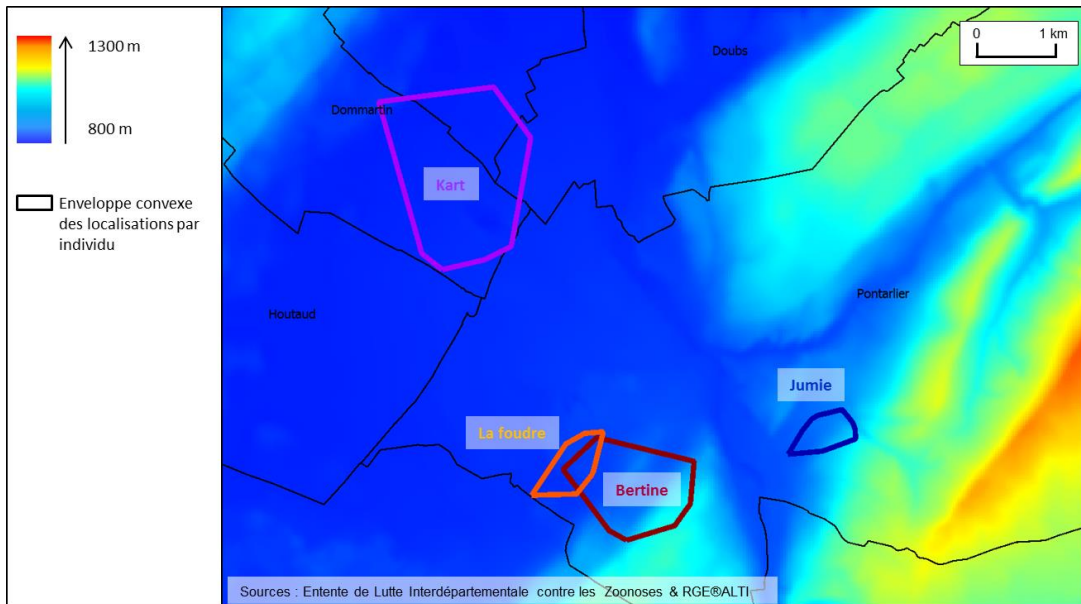 1300 m
800 m
Enveloppe convexe
des localisations par
individu
Doubs
0 1 km
Dommartin
Kart
Houtaud
Pontarlier
Jumie
La foudre
Bertine
Sources : Entente de Lutte Interdépartementale contre les Zoonoses & RGE®ALTI